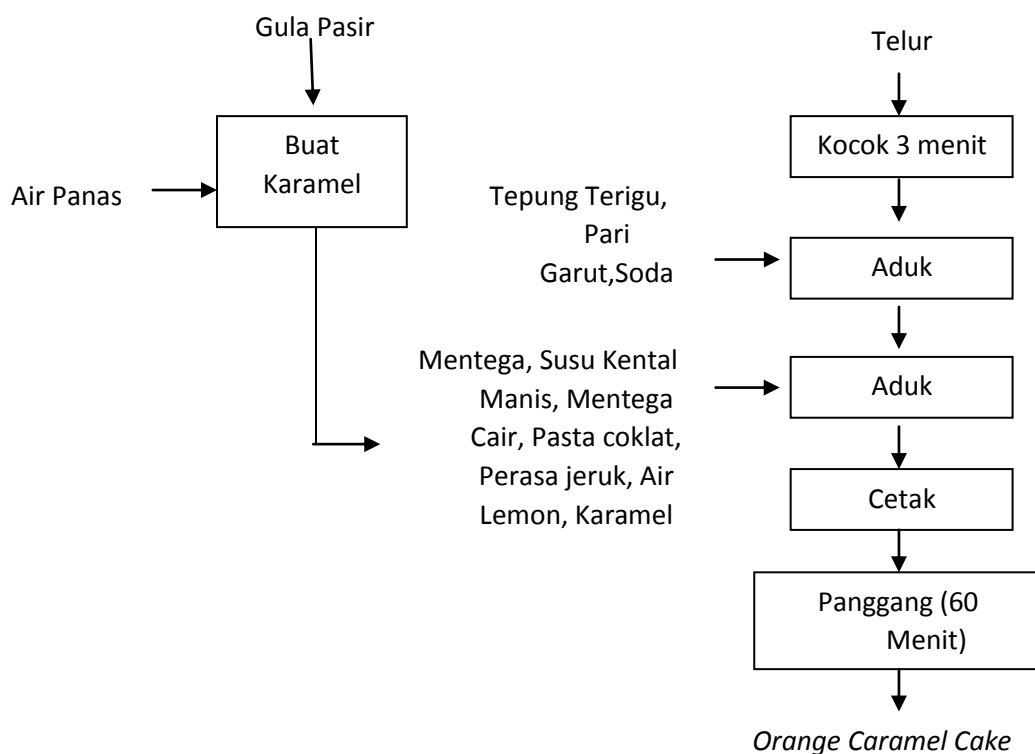 Gula Pasir
Buat
Karamel
Air Panas
Telur
Kocok 3 menit
Tepung Terigu,
Pari
Garut,Soda
Aduk
Mentega, Susu Kental
Manis, Mentega
Cair, Pasta coklat,
Perasa jeruk, Air
Lemon, Karamel
Aduk
Cetak
Panggang (60
Menit)
Orange Caramel Cake